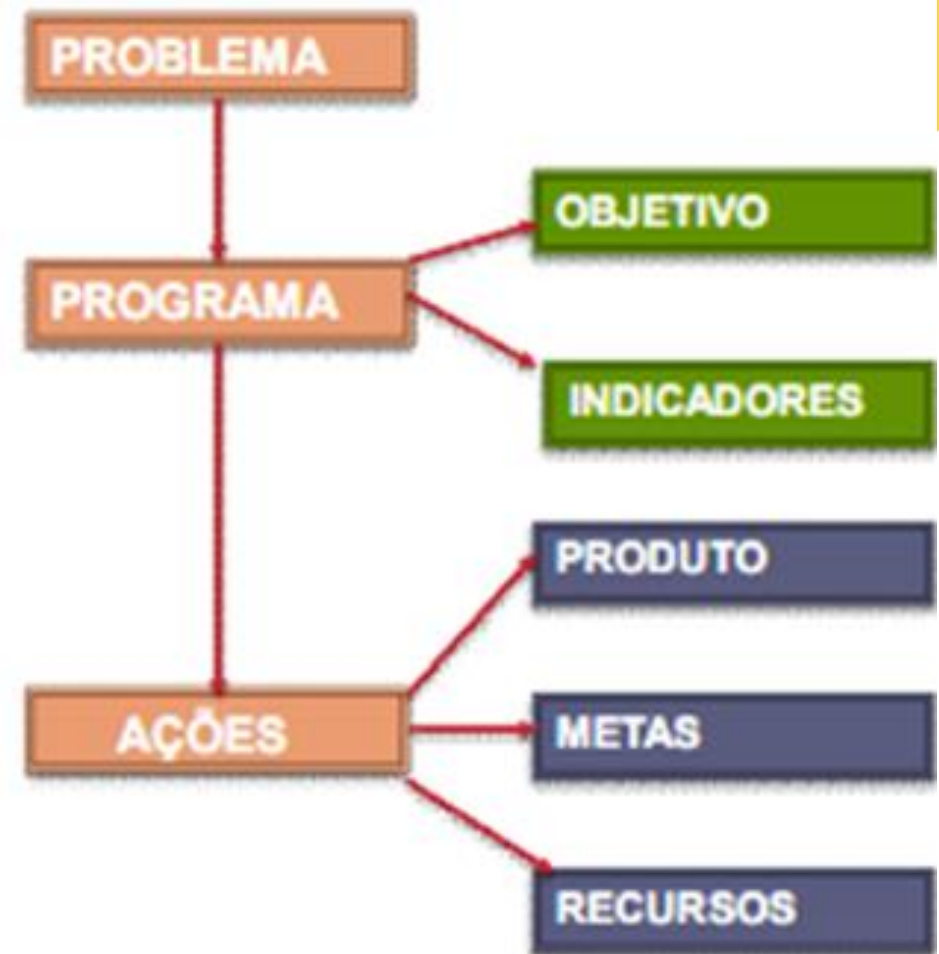 PROBLEMA
OBJETIVO
PROGRAMA
INDICADORES
PRODUTO
AÇÕES
METAS
RECURSOS